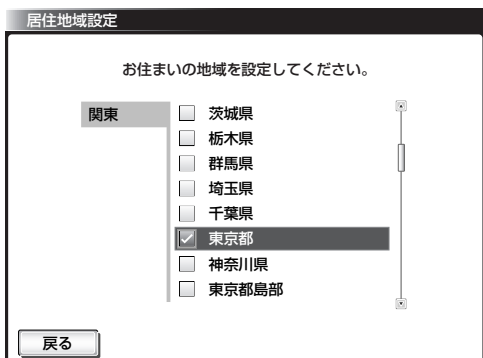 居住地域設定
お住まいの地域を設定してください。
関東
茨城県
栃木県
群馬県
埼玉県
千葉県
東京都
神奈川県
東京都島部
戻る